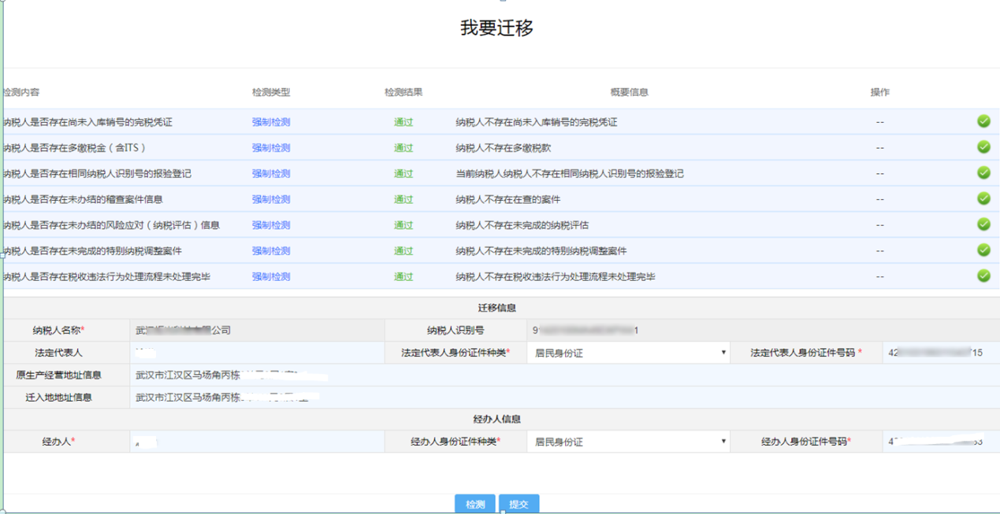 我要迁移
检测内容 检测类型 检测结果 概要信息 操作
纳税人是否存在尚未入库销号的完税凭证 强制检测 通过 纳税人不存在尚未入库销号的完税凭证 --
纳税人是否存在多缴税金（含ITS） 强制检测 通过 纳税人不存在多缴税款 --
纳税人是否存在相同纳税人识别号的报验登记 强制检测 通过 当前纳税人纳税人不存在相同纳税人识别号的报验登记 --
纳税人是否存在未办结的稽查案件信息 强制检测 通过 纳税人不存在在查的案件 --
纳税人是否存在未办结的风险应对（纳税评估）信息 强制检测 通过 纳税人不存在未完成的纳税评估 --
纳税人是否存在未完成的特别纳税调整案件 强制检测 通过 纳税人不存在未完成的特别纳税调整案件 --
纳税人是否存在税收违法行为处理流程未处理完毕 强制检测 通过 纳税人不存在税收违法行为处理流程未处理完毕 --
迁移信息
纳税人名称* 武 公司 纳税人识别号 9 1
法定代表人 法定代表人身份证件种类* 居民身份证 法定代表人身份证件号码 * 42 15
原生产经营地址信息 武汉市江汉区马场角丙栋
迁入地地址信息 武汉市江汉区马场角丙栋
经办人信息
经办人* 经办人身份证件种类* 居民身份证 经办人身份证件号码* 4 3
检测 提交